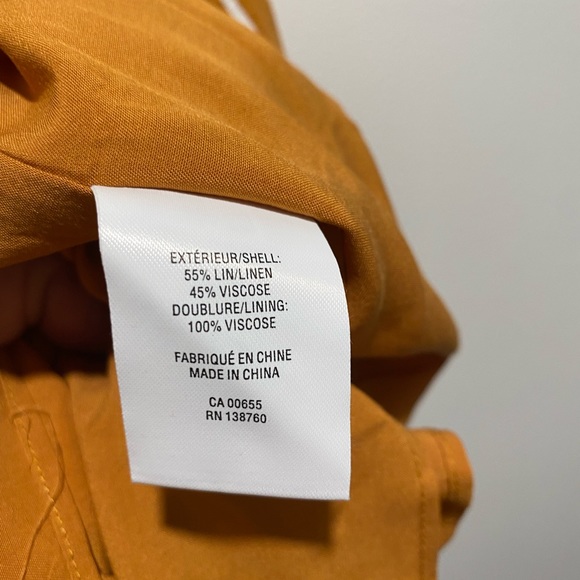 EXTÉRIEUR/SHELL:
55% LIN/LINEN
45% VISCOSE
DOUBLURE/LINING:
100% VISCOSE
FABRIQUÉ EN CHINE
MADE IN CHINA
CA 00655
RN 138760